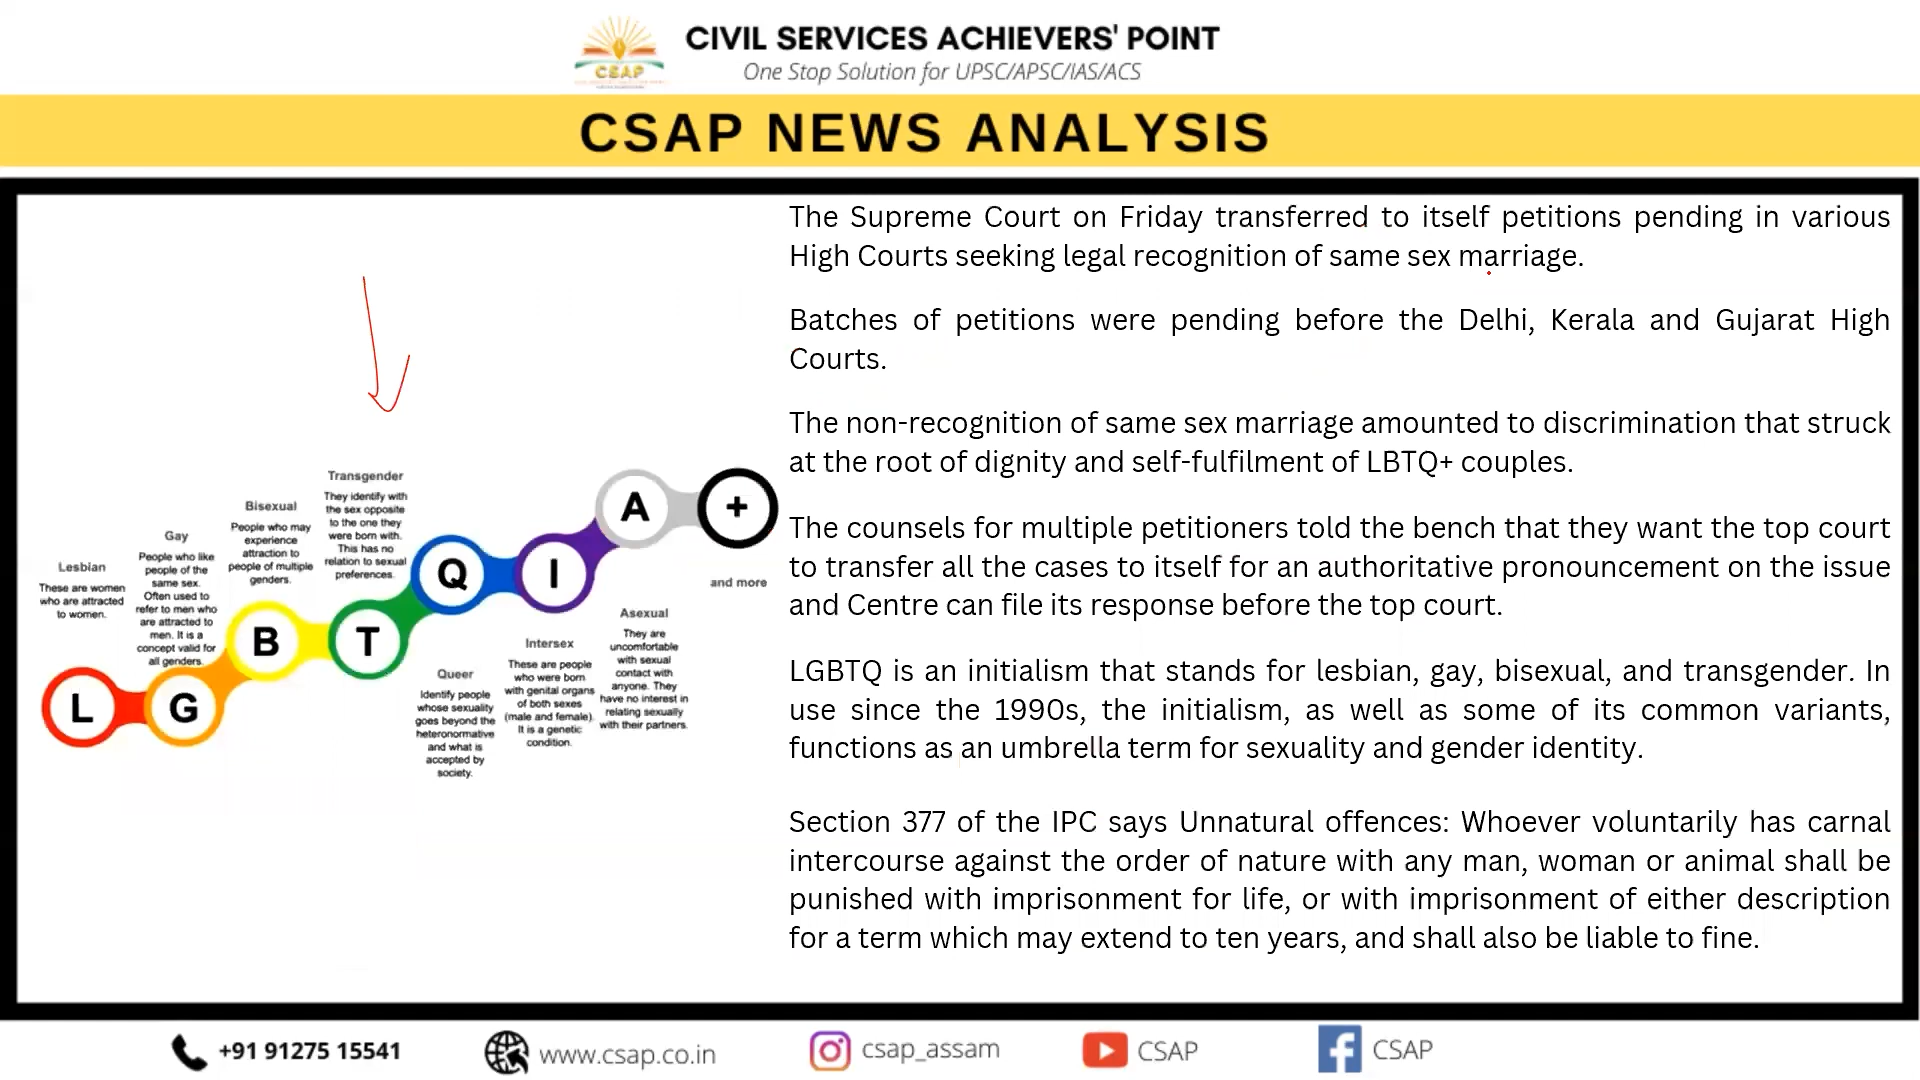 CIVIL SERVICES ACHIEVERS' POINT
One Stop Solution for UPSC/APSC/IAS/ACS
CSAP
CSAP NEWS ANALYSIS
The Supreme Court on Friday transferred to itself petitions pending in various
High Courts seeking legal recognition of same sex marriage.
Batches of petitions were pending before the Delhi, Kerala and Gujarat High
Courts.
The non-recognition of same sex marriage amounted to discrimination that struck
at the root of dignity and self-fulfilment of LBTQ+ couples.
The counsels for multiple petitioners told the bench that they want the top court
to transfer all the cases to itself for an authoritative pronouncement on the issue
and Centre can file its response before the top court.
LGBTQ is an initialism that stands for lesbian, gay, bisexual, and transgender. In
use since the 1990s, the initialism, as well as some of its common variants,
functions as an umbrella term for sexuality and gender identity.
Section 377 of the IPC says Unnatural offences: Whoever voluntarily has carnal
intercourse against the order of nature with any man, woman or animal shall be
punished with imprisonment for life, or with imprisonment of either description
for a term which may extend to ten years, and shall also be liable to fine.
Lesbian
These are women
who are attracted
to women.
L
Gay
People who like
people of the
same sex.
Often used to
refer to men who
are attracted to
men. It is a
concept valid for
all genders.
G
Bisexual
People who may
experience
attraction to
people of multiple
genders.
B
Transgender
They identify with
the sex opposite
to the one they
were born with.
This has no
relation to sexual
preferences.
T
Q
Queer
Identify people
whose sexuality
goes beyond the
heteronormative
and what is
accepted by
society.
I
Intersex
These are people
who were born
with genital organs
of both sexes
(male and female).
It is a genetic
condition.
A
Asexual
They are
uncomfortable
with sexual
contact with
anyone. They
have no interest in
relating sexually
with their partners.
+
and more
+91 91275 15541
www.csap.co.in
csap_assam
CSAP
CSAP